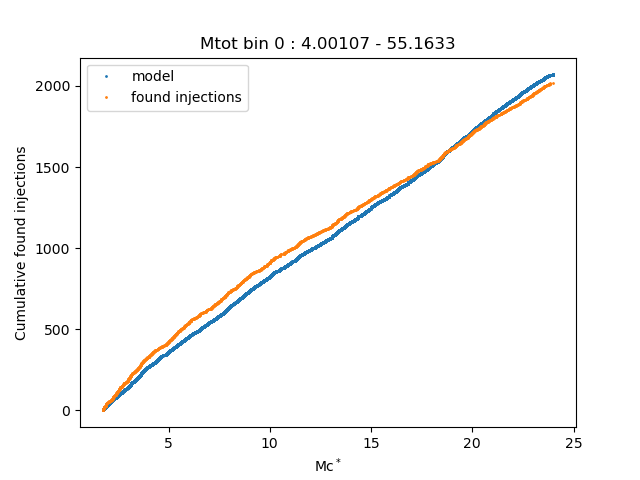 Mtot bin 0 : 4.00107 - 55.1633
model
found injections
2000
1500
1000
500
0
Cumulative found injections
5 10 15 20 25
Mc*